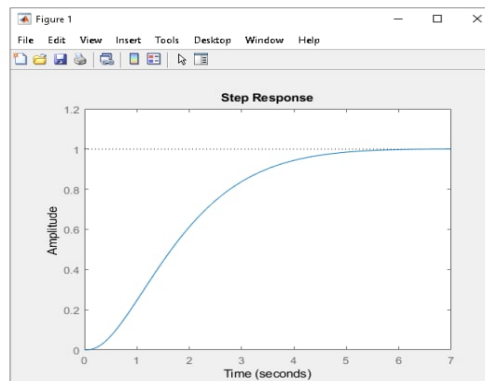 Figure 1
File Edit View Insert Tools Desktop Window Help
Step Response
1.2
1
0.8
0.6
0.4
0.2
0
Amplitude
0 1 2 3 4 5 6 7
Time (seconds)